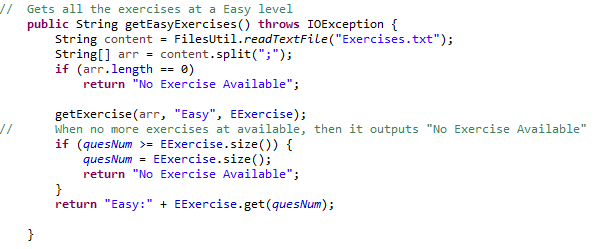 //  Gets all the exercises at a Easy level
    public String getEasyExercises() throws IOException {
        String content = FilesUtil.readTextFile("Exercises.txt");
        String[] arr = content.split(";");
        if (arr.length == 0)
            return "No Exercise Available";
        getExercise(arr, "Easy", EExercise);
//      When no more exercises at available, then it outputs "No Exercise Available"
        if (quesNum >= EExercise.size()) {
            quesNum = EExercise.size();
            return "No Exercise Available";
        }
        return "Easy:" + EExercise.get(quesNum);
    }